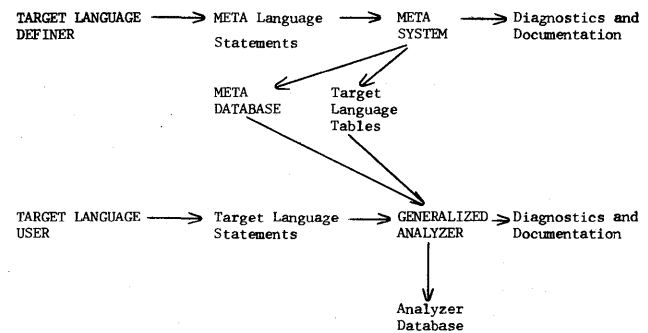 TARGET LANGUAGE
DEFINER
META Language
Statements
META
SYSTEM
Diagnostics and
Documentation
META
DATABASE
Target
Language
Tables
TARGET LANGUAGE
USER
Target Language
Statements
GENERALIZED
ANALYZER
Diagnostics and
Documentation
Analyzer
Database